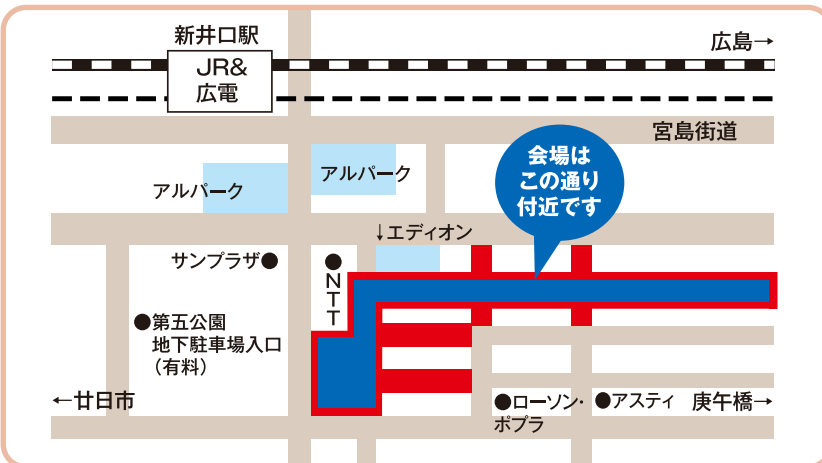 新井口駅
広島→
JR&
広電
宮島街道
会場は
この通り
付近です
アルパーク
アルパーク
↓エディオン
サンプラザ●
●NTT
●第五公園
地下駐車場入口
（有料）
←廿日市
●ローソン・
ポプラ
●アスティ
庚午橋→